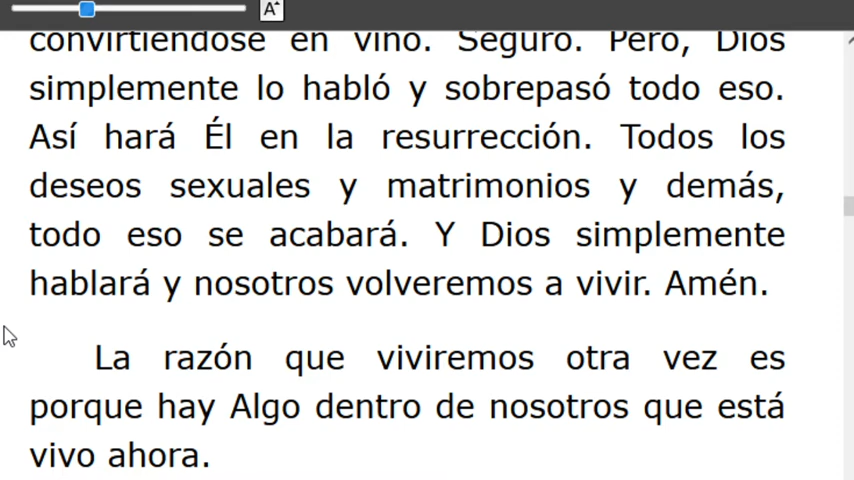 A
convirtiéndose en vino. Seguro. Pero, Dios
simplemente lo habló y sobrepasó todo eso.
Así hará Él en la resurrección. Todos los
deseos sexuales y matrimonios y demás,
todo eso se acabará. Y Dios simplemente
hablará y nosotros volveremos a vivir. Amén.
La razón que viviremos otra vez es
porque hay Algo dentro de nosotros que está
vivo ahora.